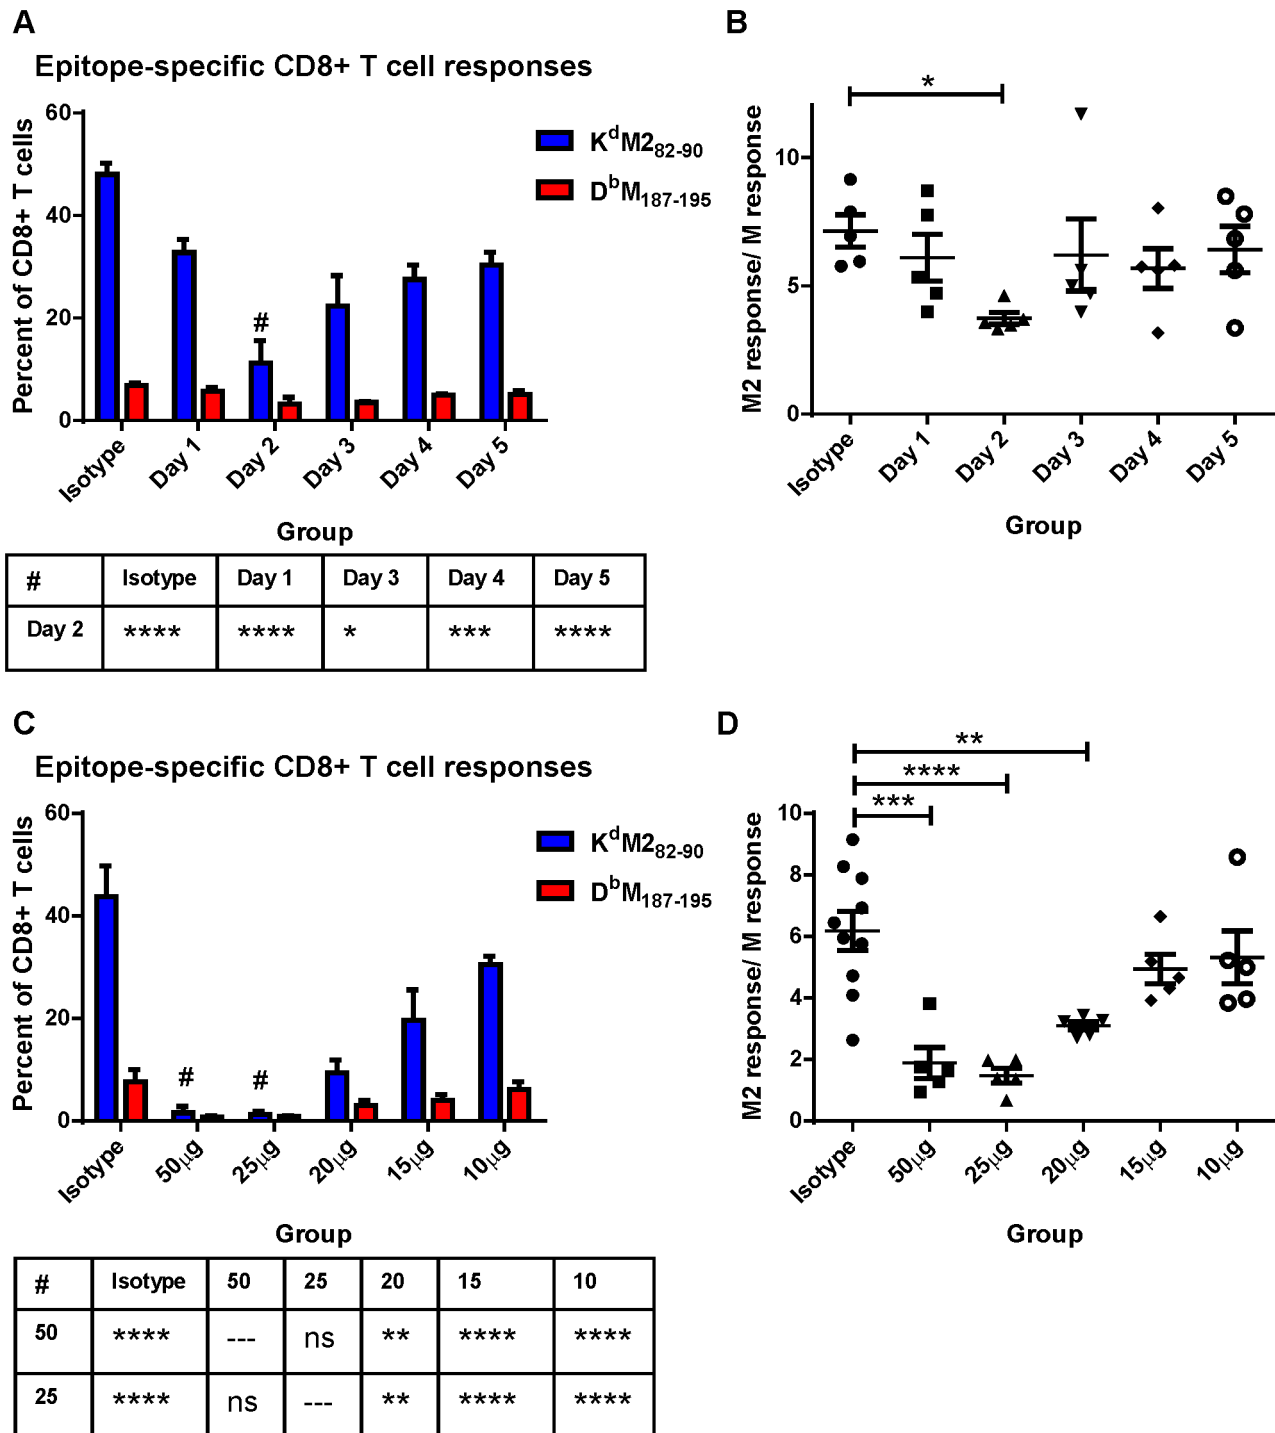 A
Epitope-specific CD8+ T cell responses
Percent of CD8+ T cells
60
40
20
0
#
KdM282-90
DbM187-195
Isotype Day 1 Day 2 Day 3 Day 4 Day 5
Group
# Isotype Day 1 Day 3 Day 4 Day 5
Day 2 **** **** * *** ****
B
*
M2 response/ M response
10
5
0
Isotype Day 1 Day 2 Day 3 Day 4 Day 5
Group
C
Epitope-specific CD8+ T cell responses
Percent of CD8+ T cells
60
40
20
0
# #
KdM282-90
DbM187-195
Isotype 50µg 25µg 20µg 15µg 10µg
Group
# Isotype 50 25 20 15 10
50 **** --- ns ** **** ****
25 **** ns --- ** **** ****
D
**
****
***
M2 response/ M response
10
8
6
4
2
0
Isotype 50µg 25µg 20µg 15µg 10µg
Group